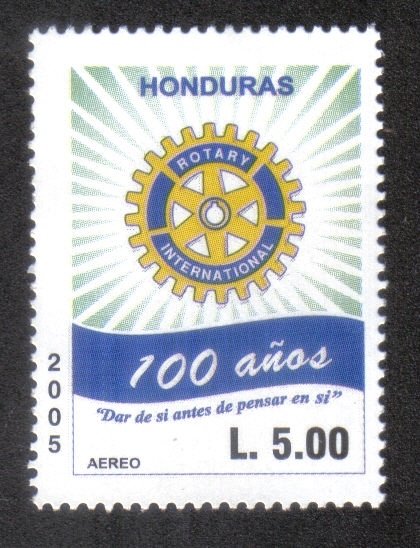 HONDURAS
ROTARY
INTERNATIONAL
100 años
"Dar de si antes de pensar en si"
2005
AEREO
L. 5.00